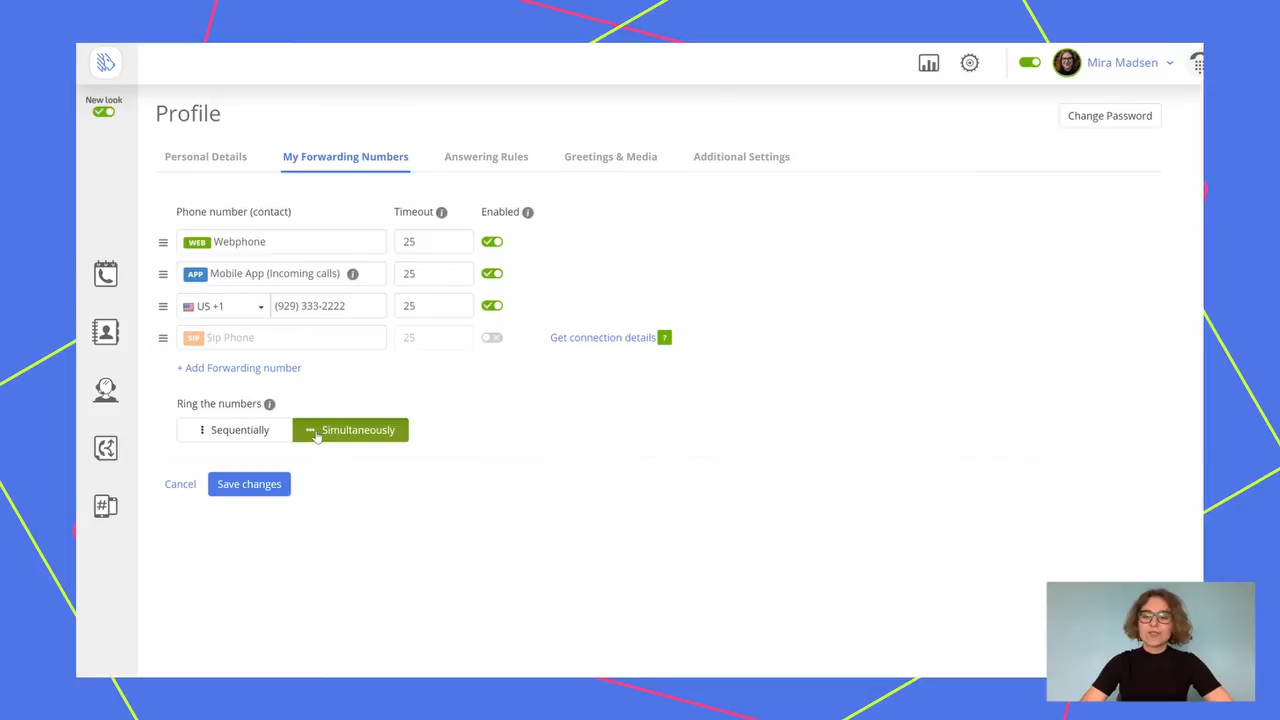 Mira Madsen
New look
Profile
Change Password
Personal Details
My Forwarding Numbers
Answering Rules
Greetings & Media
Additional Settings
Phone number (contact)
Timeout
Enabled
WEB Webphone
25
APP Mobile App (Incoming calls)
25
US +1
(929) 333-2222
25
SIP Sip Phone
25
Get connection details ?
+ Add Forwarding number
Ring the numbers
Sequentially
Simultaneously
Cancel
Save changes